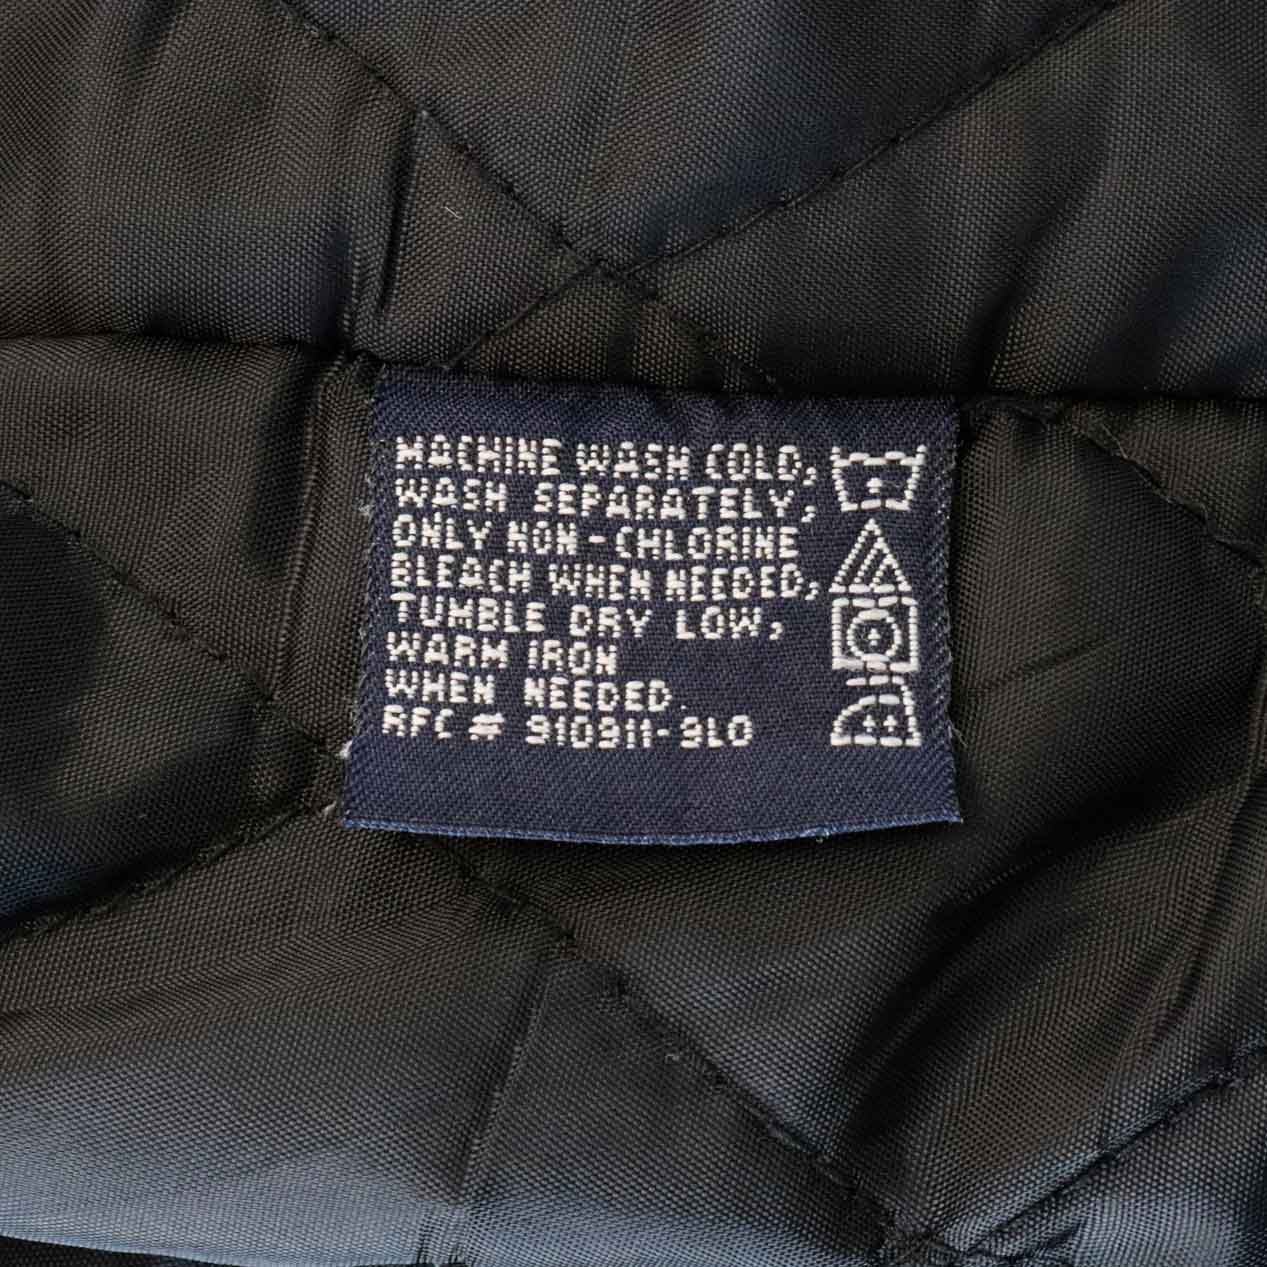 MACHINE WASH COLD,
WASH SEPARATELY,
ONLY NON-CHLORINE
BLEACH WHEN NEEDED,
TUMBLE DRY LOW,
WARM IRON
WHEN NEEDED.
RFC # 910911-9L0